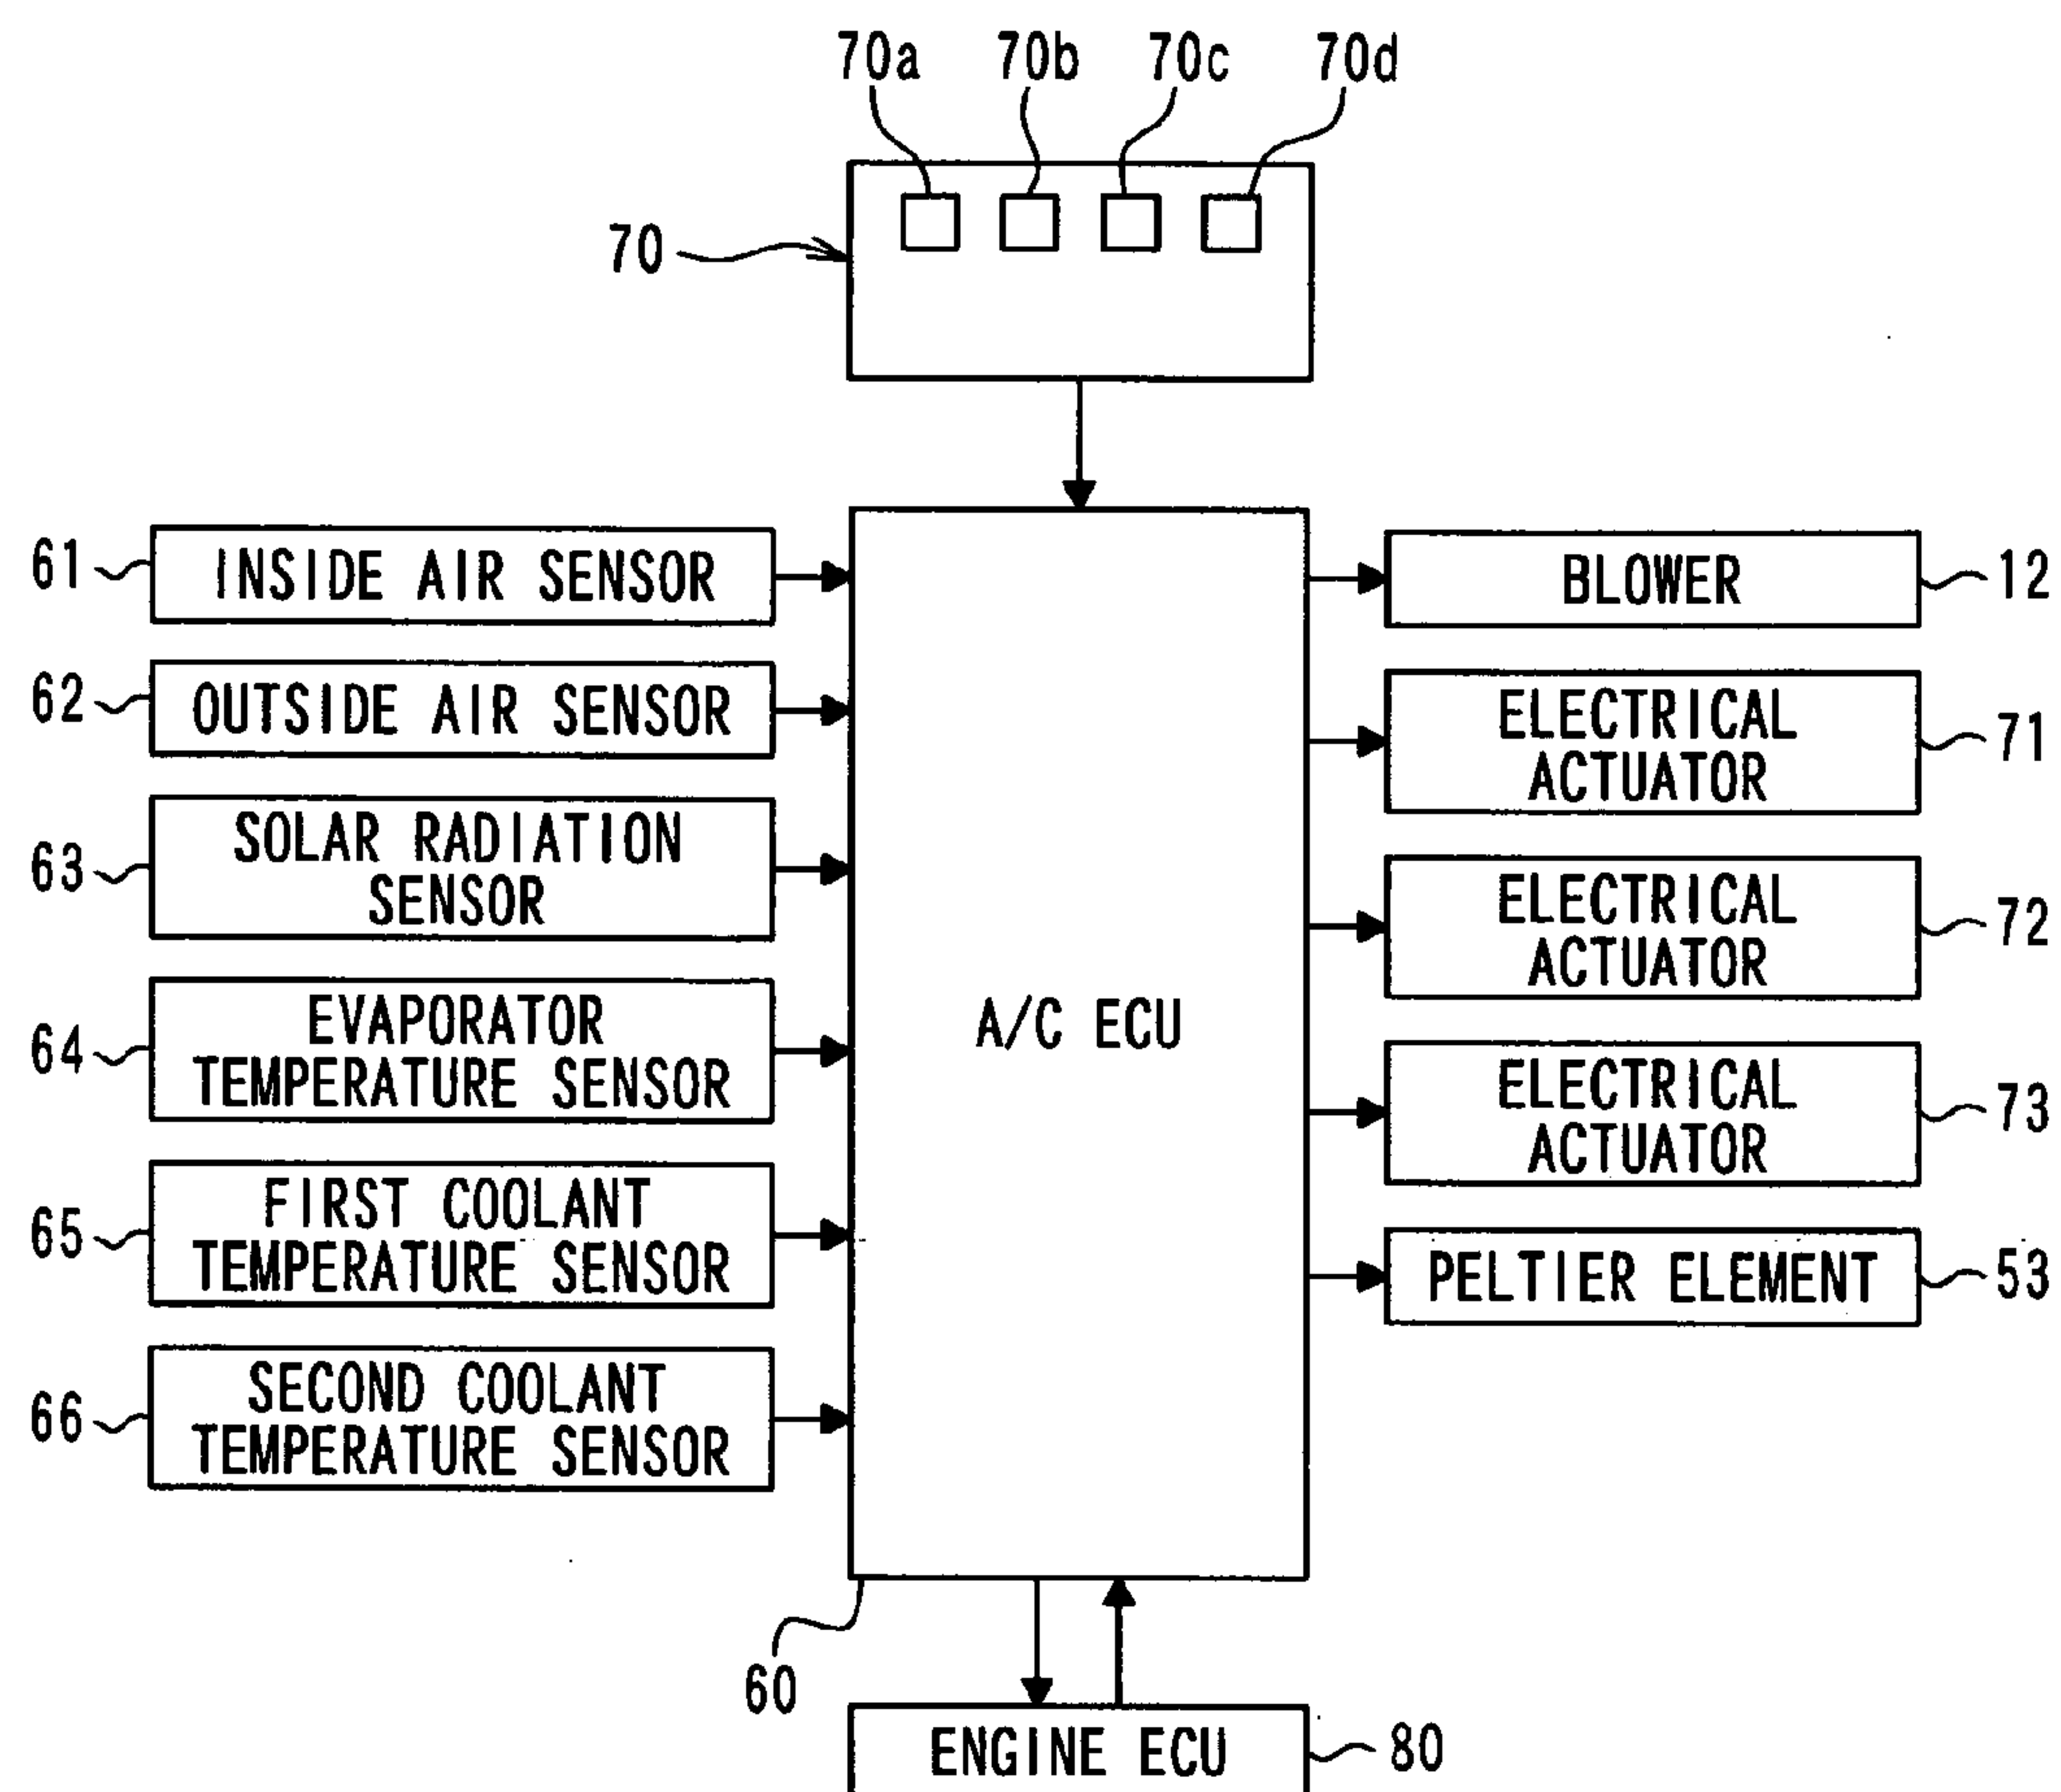 70a 70b 70c 70d
70
61 INSIDE AIR SENSOR
62 OUTSIDE AIR SENSOR
63 SOLAR RADIATION
SENSOR
64 EVAPORATOR
TEMPERATURE SENSOR
65 FIRST COOLANT
TEMPERATURE SENSOR
66 SECOND COOLANT
TEMPERATURE SENSOR
A/C ECU
60
BLOWER 12
ELECTRICAL
ACTUATOR 71
ELECTRICAL
ACTUATOR 72
ELECTRICAL
ACTUATOR 73
PELTIER ELEMENT 53
ENGINE ECU 80